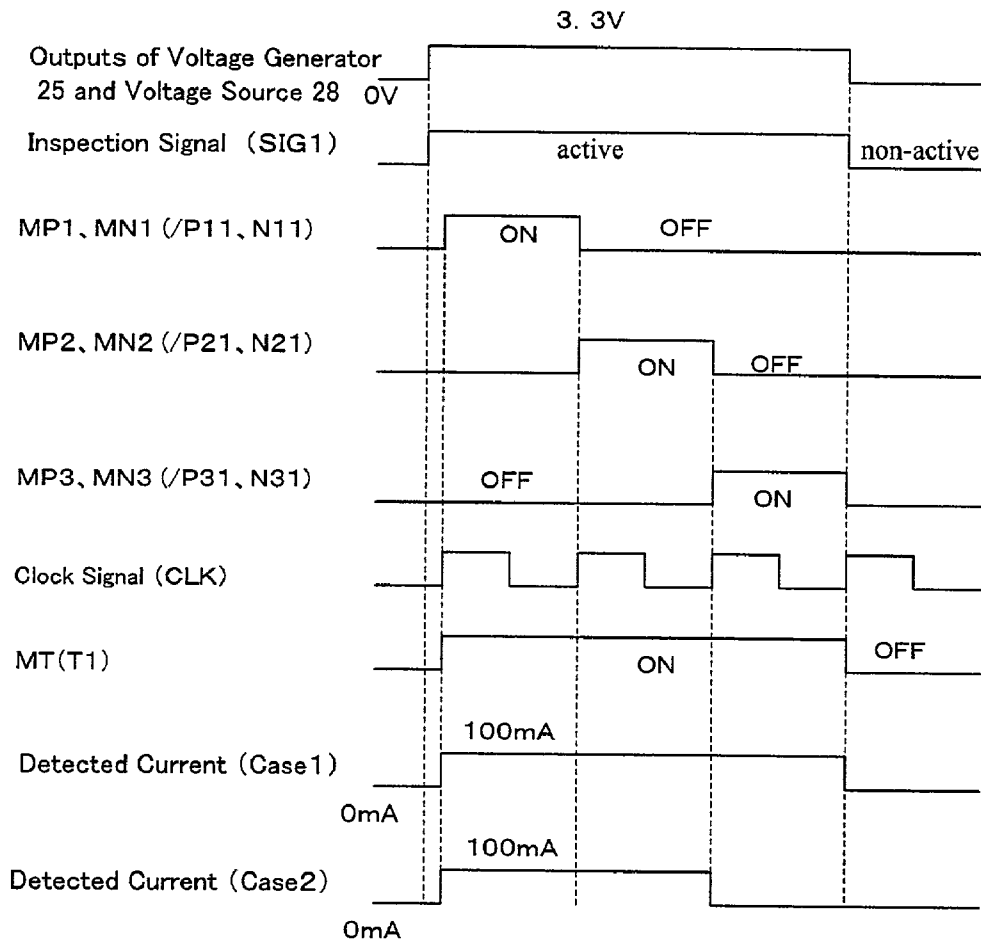 3. 3V
Outputs of Voltage Generator
25 and Voltage Source 28 0V
Inspection Signal (SIG1)
active
non-active
MP1、MN1 (/P11、N11)
ON
OFF
MP2、MN2 (/P21、N21)
ON
OFF
MP3、MN3 (/P31、N31)
OFF
ON
Clock Signal (CLK)
MT(T1)
ON
OFF
100mA
Detected Current (Case1)
0mA
100mA
Detected Current (Case2)
0mA